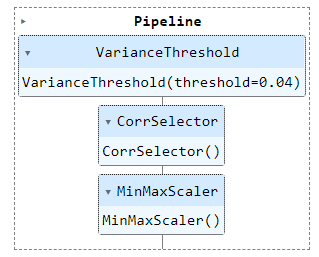 Pipeline
VarianceThreshold
VarianceThreshold(threshold=0.04)
CorrSelector
CorrSelector()
MinMaxScaler
MinMaxScaler()